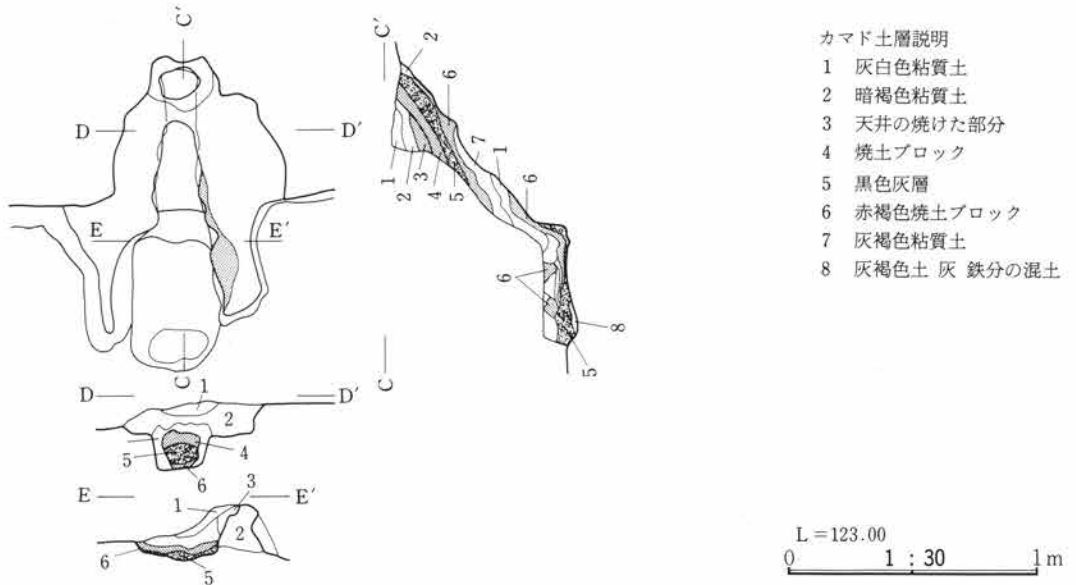 C′
D
D′
E
E′
C
C′
2
6
7
1
6
1
2
3
4
5
6
8
5
C
D
1
D′
2
5
4
6
E
1
3
E′
2
6
5
カマド土層説明
1 灰白色粘質土
2 暗褐色粘質土
3 天井の焼けた部分
4 焼土ブロック
5 黒色灰層
6 赤褐色焼土ブロック
7 灰褐色粘質土
8 灰褐色土 灰 鉄分の混土
L=123.00
0 1:30 1m